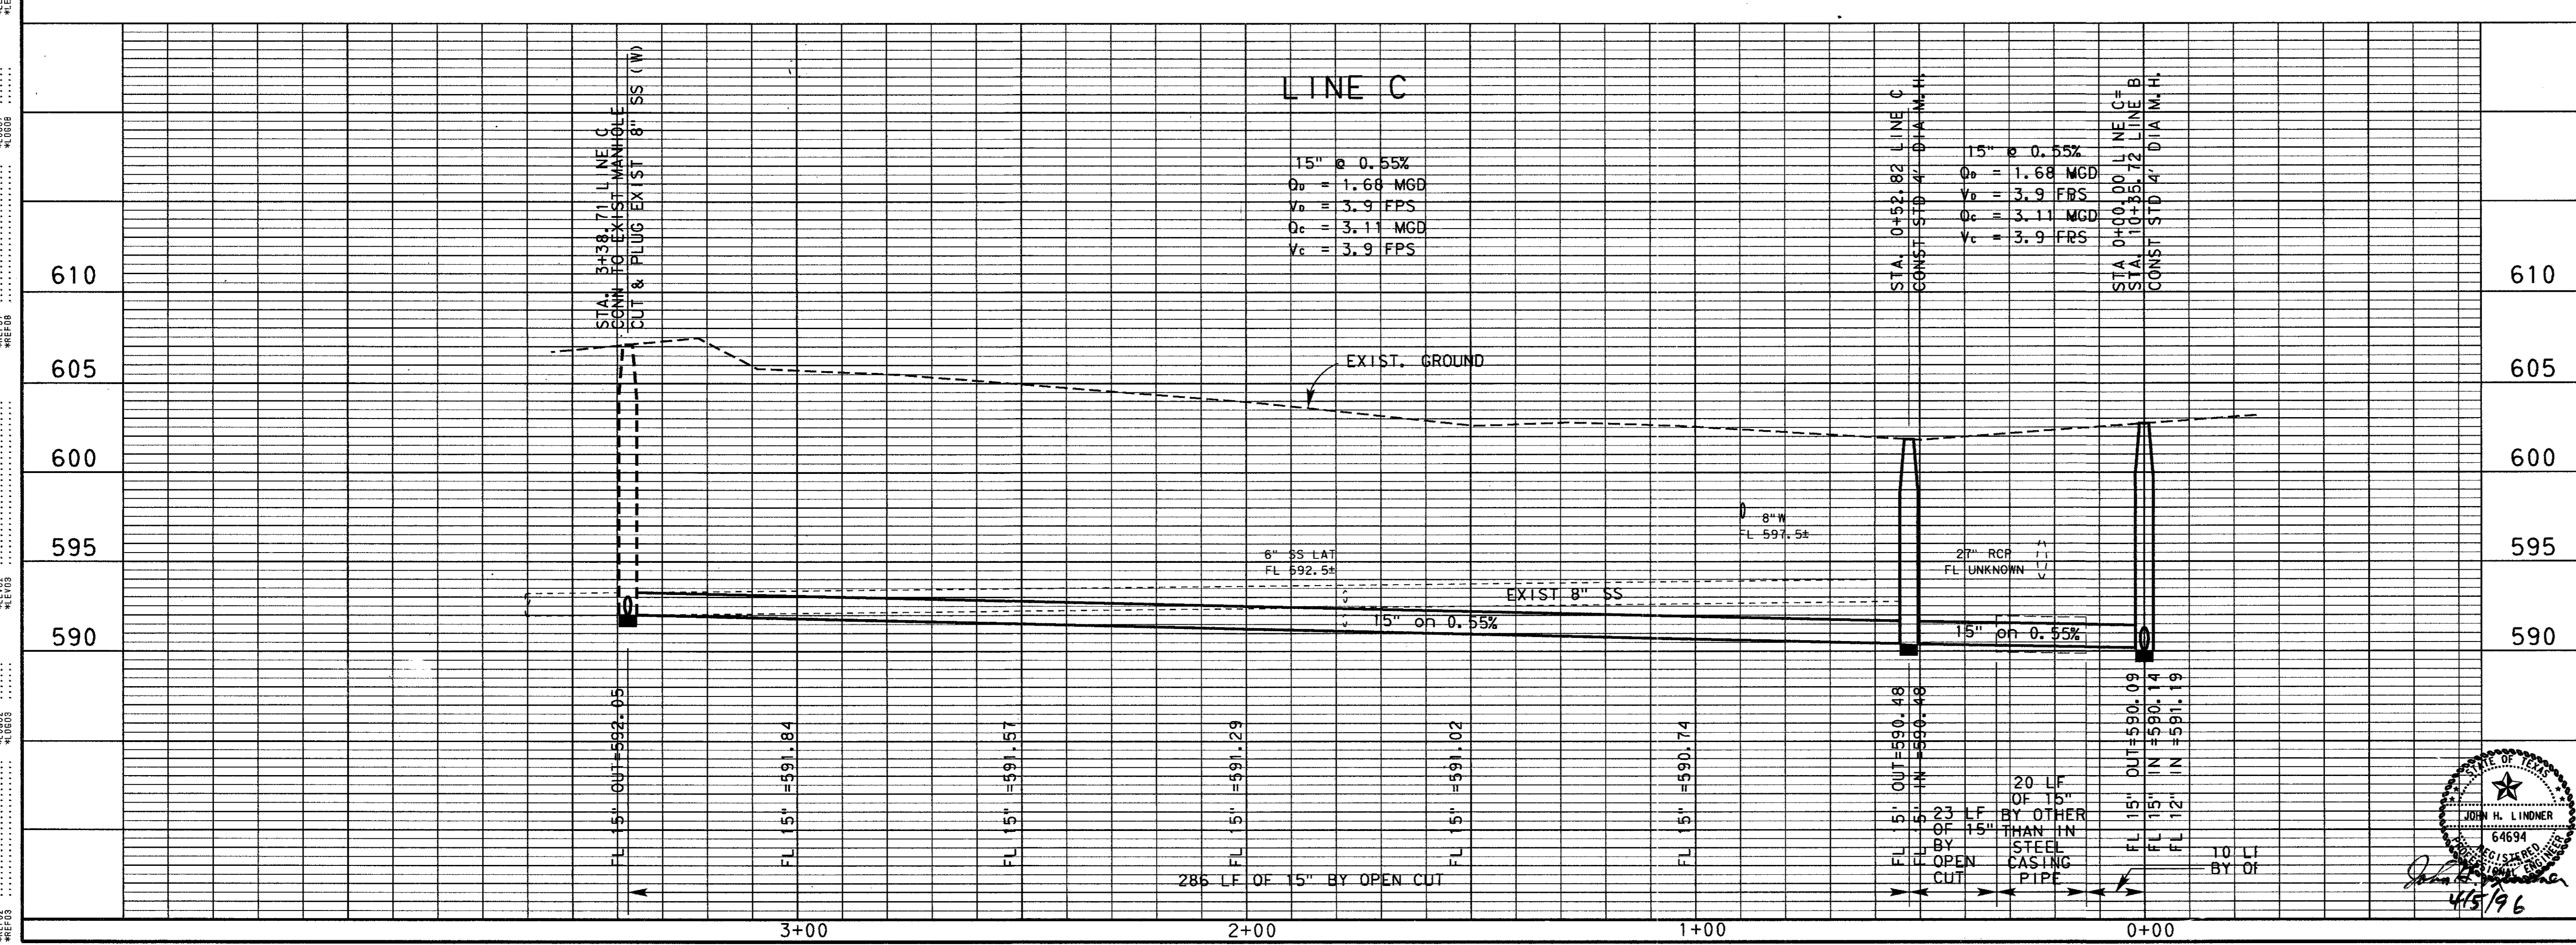 LINE C
STA. 3+38.71 LINE C
CONN TO EXIST MANHOLE
CUT & PLUG EXIST 8" SS (W)
15" @ 0.55%
QD = 1.68 MGD
VD = 3.9 FPS
QC = 3.11 MGD
VC = 3.9 FPS
STA. 0+52.82 LINE C
CONST STD 4' DIA M.H.
15" @ 0.55%
QD = 1.68 MGD
VD = 3.9 FPS
QC = 3.11 MGD
VC = 3.9 FPS
STA 0+00.00 LINE C=
STA. 10+35.72 LINE B
CONST STD 4' DIA M.H.
610
610
605
605
EXIST. GROUND
600
600
595
595
8"W
FL 597.5±
6" SS LAT
FL 592.5±
27" RCP
FL UNKNOWN
EXIST 8" SS
15" on 0.55%
15" on 0.55%
590
590
FL 15" OUT=592.05
FL 15" =591.84
FL 15" =591.57
FL 15" =591.29
FL 15" =591.02
FL 15" =590.74
FL 15" OUT=590.48
FL 15" IN =590.48
FL 15" OUT=590.09
FL 15" IN =590.14
FL 12" IN =591.19
286 LF OF 15" BY OPEN CUT
23 LF
OF 15"
BY
OPEN
CUT
20 LF
OF 15"
BY OTHER
THAN IN
STEEL
CASING
PIPE
10 LF
BY OF
STATE OF TEXAS
JOHN H. LINDNER
64694
REGISTERED
PROFESSIONAL ENGINEER
John H. Lindner
4/5/96
3+00
2+00
1+00
0+00